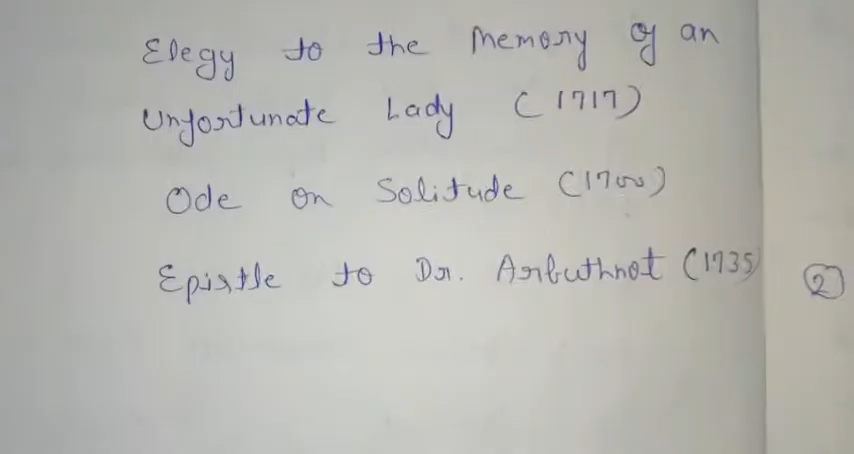 Elegy to the Memory of an
Unfortunate Lady (1717)
Ode on Solitude (1700)
Epistle to Dr. Arbuthnot (1735)
2